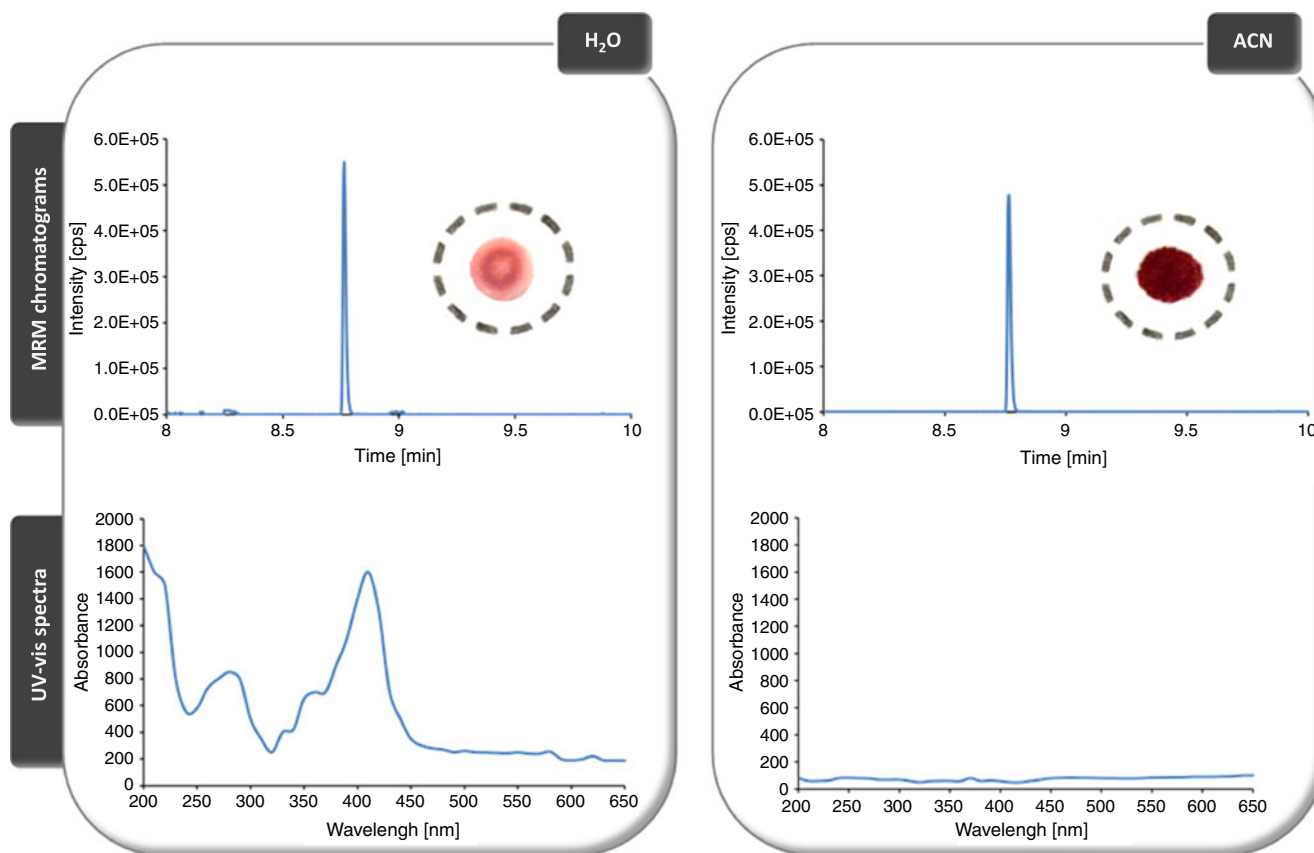 H₂O
ACN
MRM chromatograms
Intensity [cps]
6.0E+05
5.0E+05
4.0E+05
3.0E+05
2.0E+05
1.0E+05
0.0E+05
8 8.5 9 9.5 10
Time [min]
Intensity [cps]
6.0E+05
5.0E+05
4.0E+05
3.0E+05
2.0E+05
1.0E+05
0.0E+05
8 8.5 9 9.5 10
Time [min]
UV-vis spectra
Absorbance
2000
1800
1600
1400
1200
1000
800
600
400
200
0
200 250 300 350 400 450 500 550 600 650
Wavelengh [nm]
Absorbance
2000
1800
1600
1400
1200
1000
800
600
400
200
0
200 250 300 350 400 450 500 550 600 650
Wavelengh [nm]